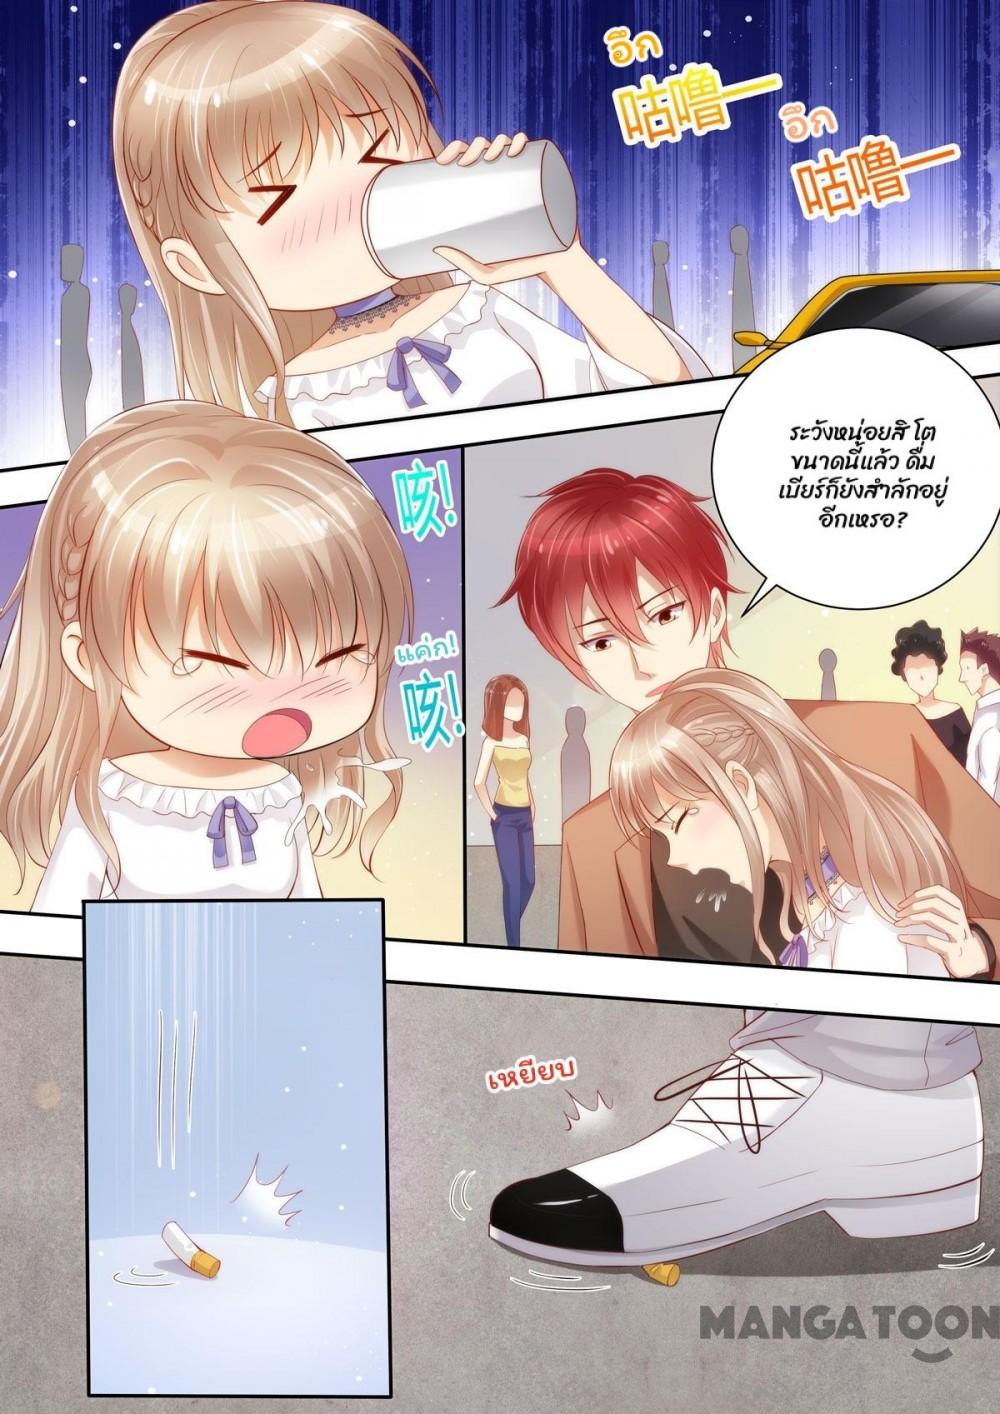 อึก
咕噜一
อึก
咕噜一
ระวังหน่อยสิ โต
ขนาดนี้แล้ว ดื่ม
เบียร์ก็ยังสำลักอยู่
อีกเหรอ?
咳!
แค่ก!
咳!
เหยียบ
MANGATOON